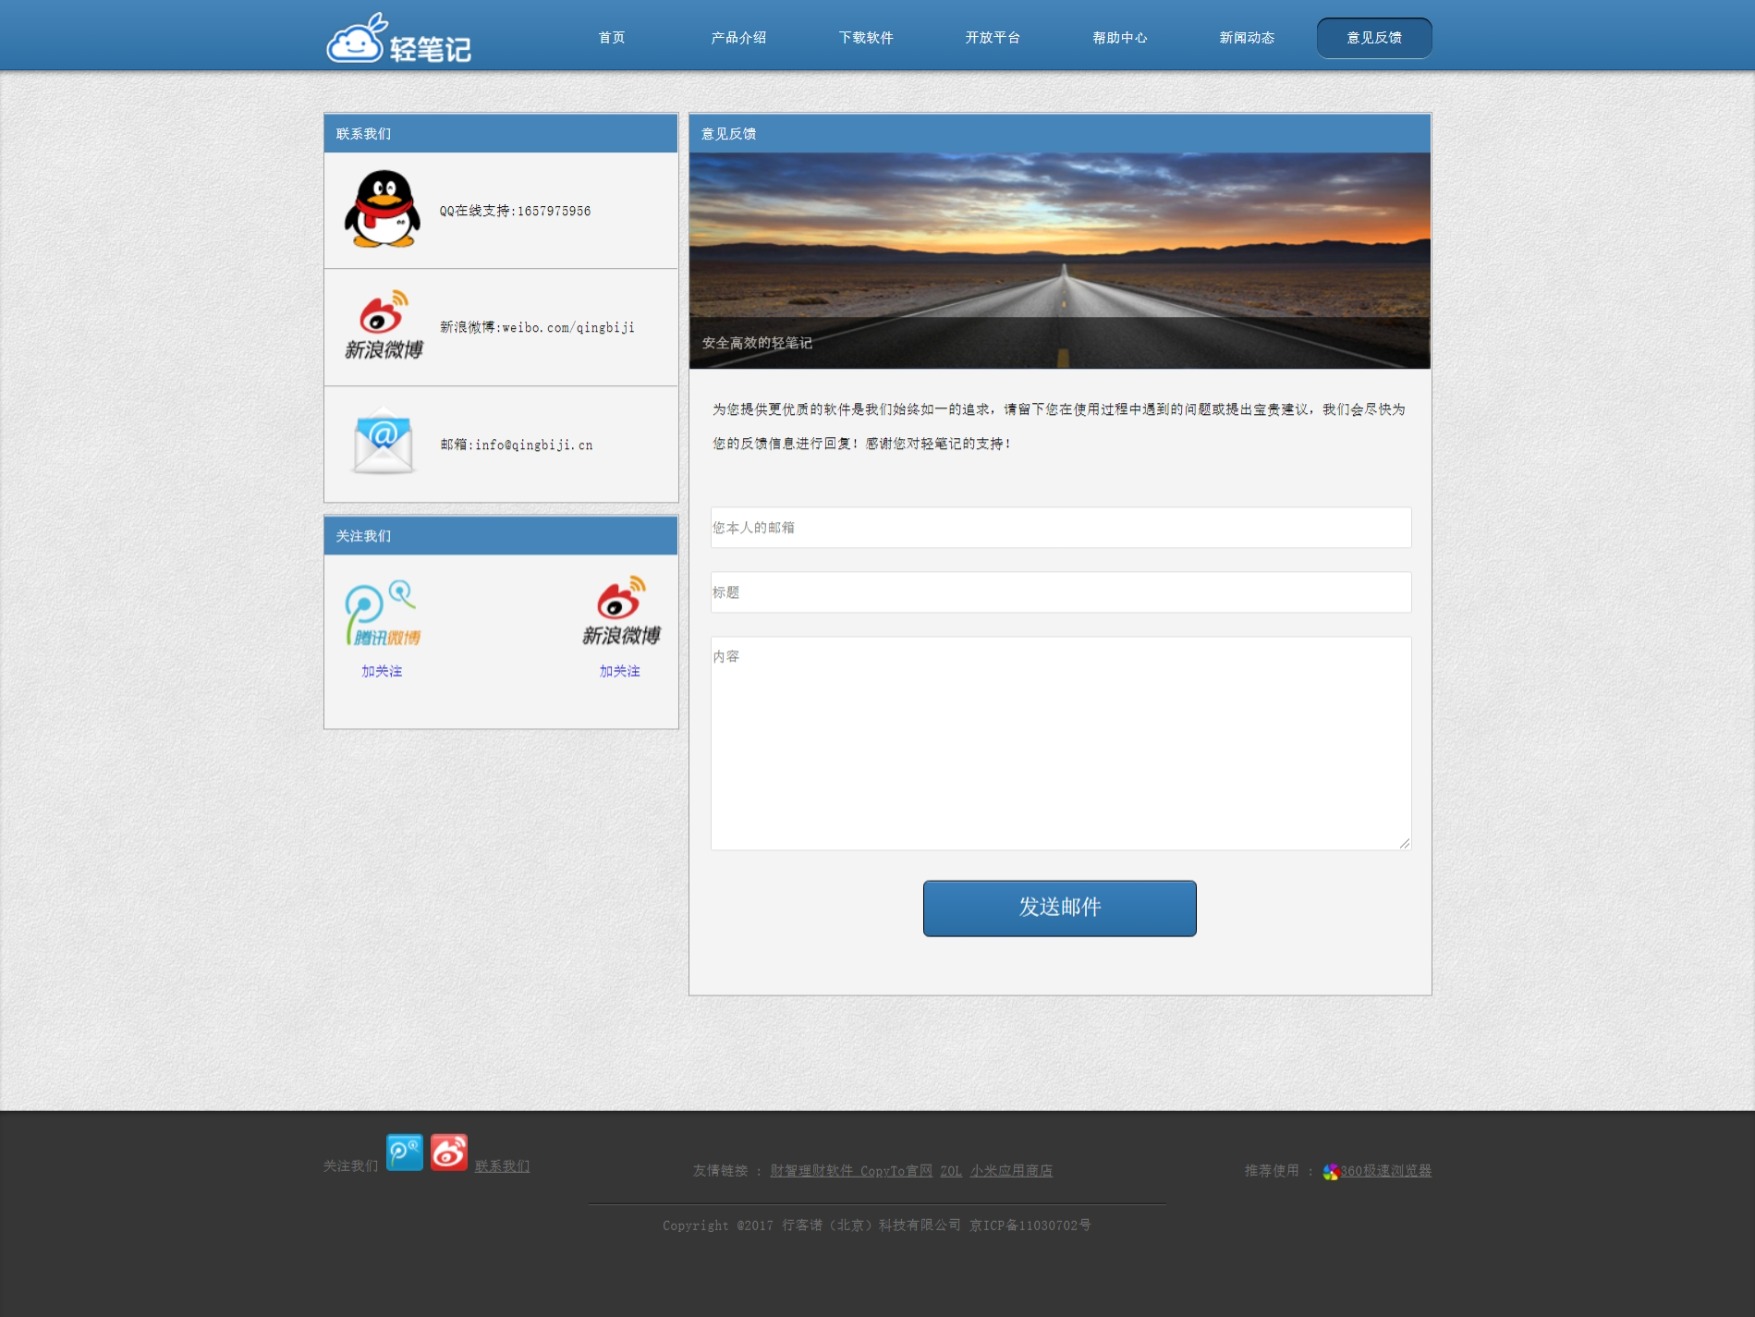 轻笔记
首页
产品介绍
下载软件
开放平台
帮助中心
新闻动态
意见反馈
联系我们
QQ在线支持:1657975956
新浪微博
新浪微博:weibo.com/qingbiji
邮箱:info@qingbiji.cn
关注我们
腾讯微博
新浪微博
加关注
加关注
意见反馈
安全高效的轻笔记
为您提供更优质的软件是我们始终如一的追求，请留下您在使用过程中遇到的问题或提出宝贵建议，我们会尽快为
您的反馈信息进行回复！感谢您对轻笔记的支持！
您本人的邮箱
标题
内容
发送邮件
关注我们 联系我们
友情链接 : 财智理财软件 CopyTo官网 ZOL 小米应用商店
推荐使用 : 360极速浏览器
Copyright @2017 行客诺（北京）科技有限公司 京ICP备11030702号